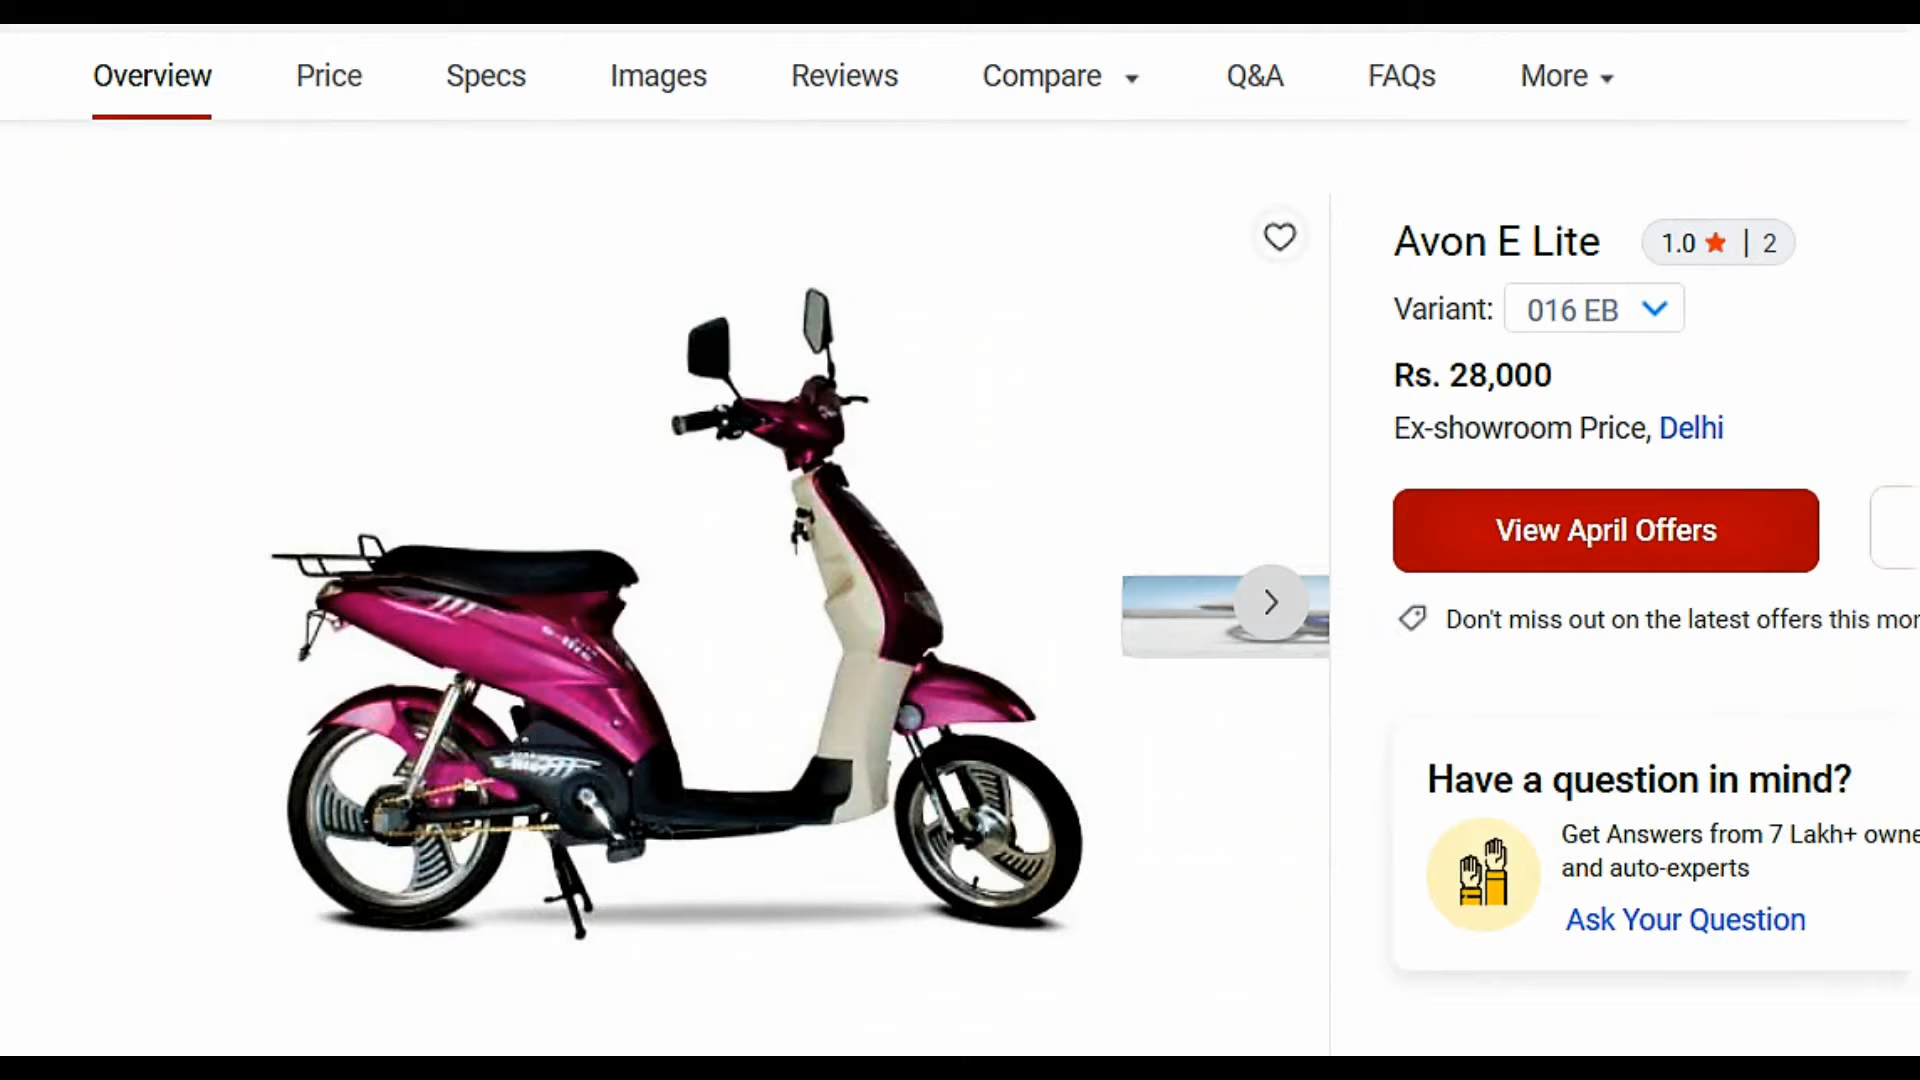 Overview Price Specs Images Reviews Compare Q&A FAQs More
Avon E Lite 1.0 | 2
Variant: 016 EB
Rs. 28,000
Ex-showroom Price, Delhi
View April Offers
Don't miss out on the latest offers this
Have a question in mind?
Get Answers from 7 Lakh+
and auto-experts
Ask Your Question